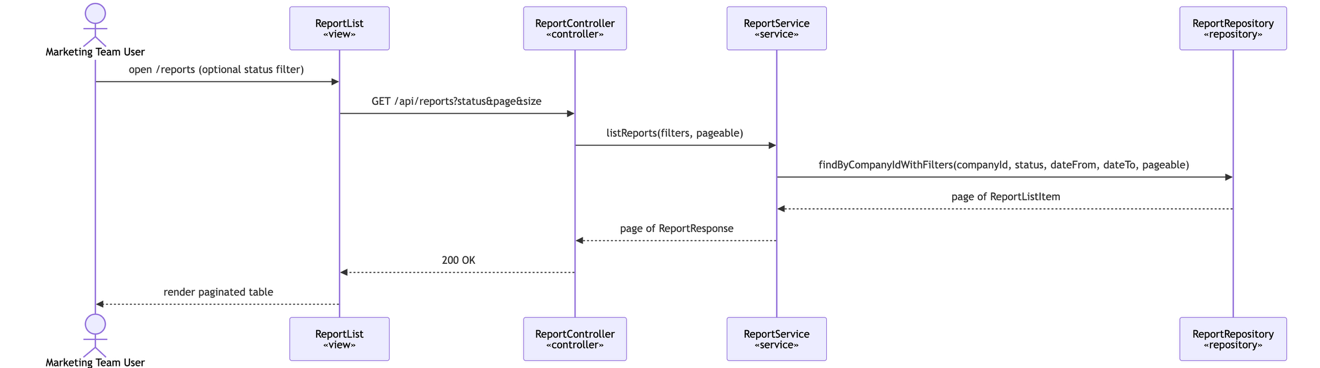 Marketing Team User
ReportList
«view»
ReportController
«controller»
ReportService
«service»
ReportRepository
«repository»
open /reports (optional status filter)
GET /api/reports?status&page&size
listReports(filters, pageable)
findByCompanyIdWithFilters(companyId, status, dateFrom, dateTo, pageable)
page of ReportListItem
page of ReportResponse
200 OK
render paginated table
Marketing Team User
ReportList
«view»
ReportController
«controller»
ReportService
«service»
ReportRepository
«repository»